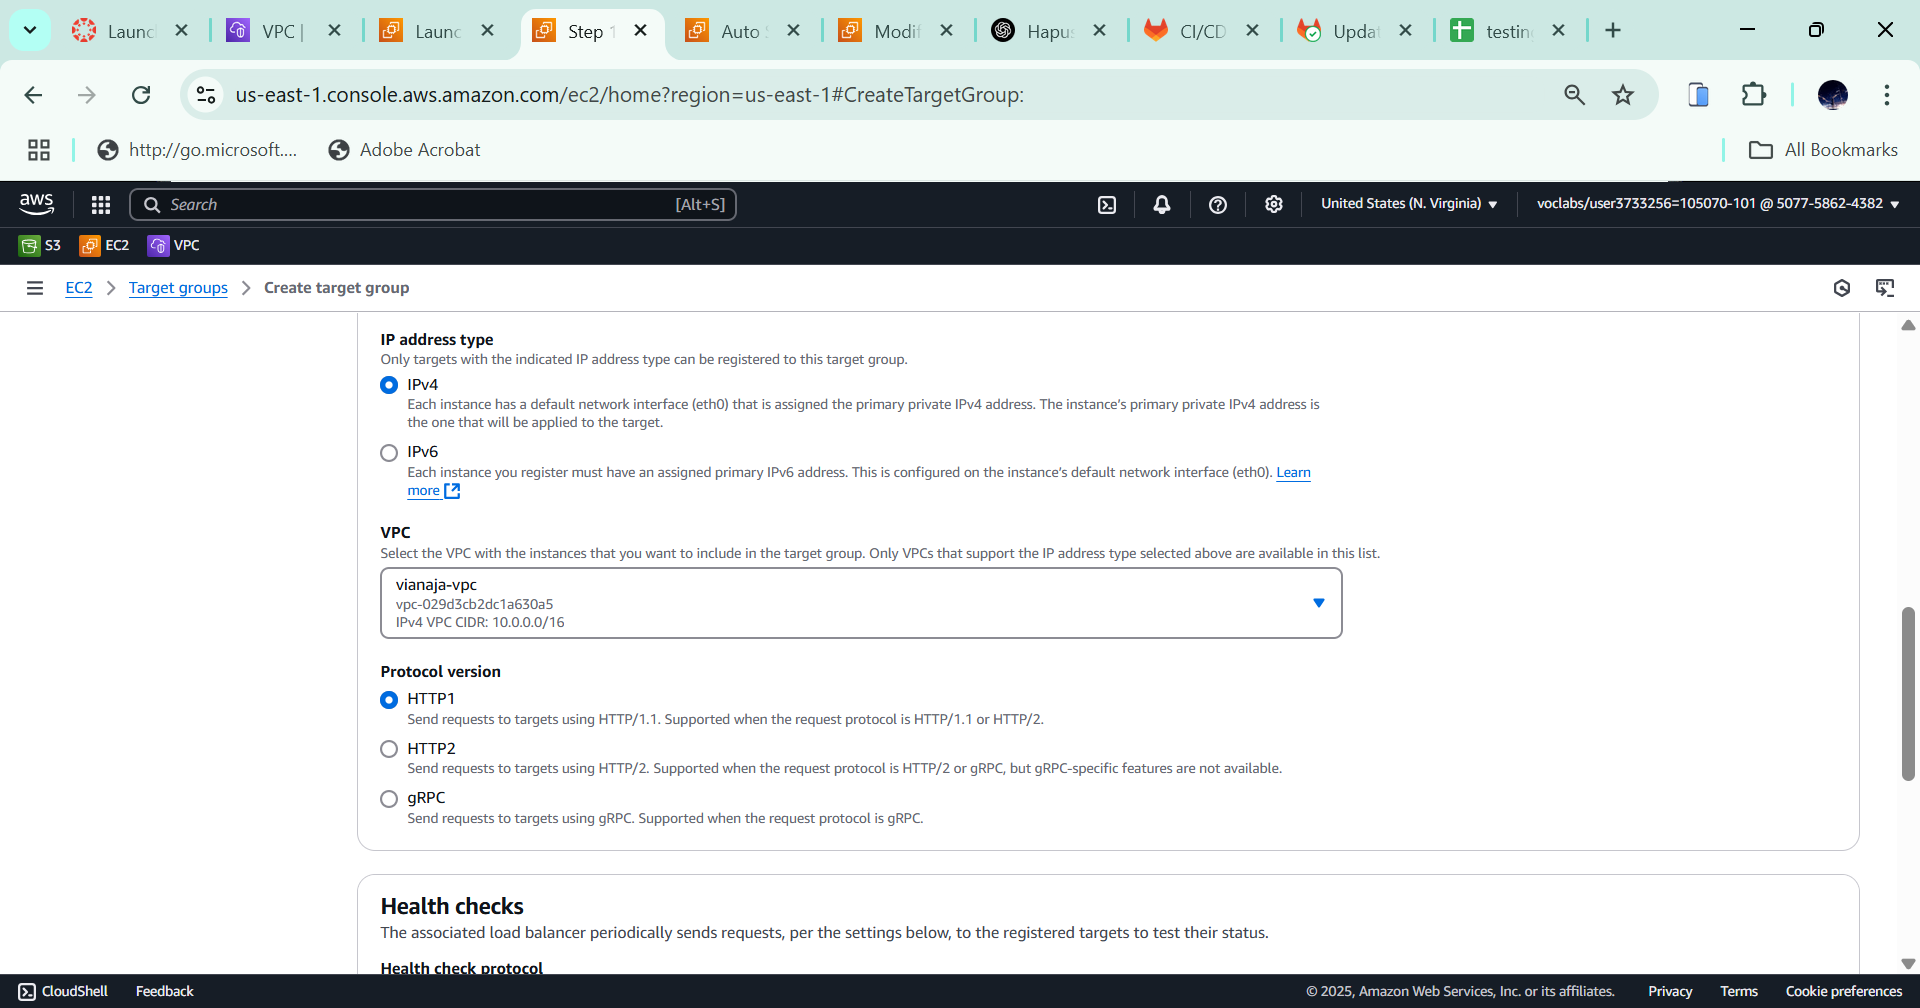 Launc
VPC |
Launc
Step 1
Auto S
Modif
Hapus
CI/CD
Updat
testing
us-east-1.console.aws.amazon.com/ec2/home?region=us-east-1#CreateTargetGroup:
http://go.microsoft....
Adobe Acrobat
All Bookmarks
aws
Search
[Alt+S]
United States (N. Virginia)
voclabs/user3733256=105070-101 @ 5077-5862-4382
S3
EC2
VPC
EC2
Target groups
Create target group
IP address type
Only targets with the indicated IP address type can be registered to this target group.
IPv4
Each instance has a default network interface (eth0) that is assigned the primary private IPv4 address. The instance's primary private IPv4 address is
the one that will be applied to the target.
IPv6
Each instance you register must have an assigned primary IPv6 address. This is configured on the instance's default network interface (eth0). Learn
more
VPC
Select the VPC with the instances that you want to include in the target group. Only VPCs that support the IP address type selected above are available in this list.
vianaja-vpc
vpc-029d3cb2dc1a630a5
IPv4 VPC CIDR: 10.0.0.0/16
Protocol version
HTTP1
Send requests to targets using HTTP/1.1. Supported when the request protocol is HTTP/1.1 or HTTP/2.
HTTP2
Send requests to targets using HTTP/2. Supported when the request protocol is HTTP/2 or gRPC, but gRPC-specific features are not available.
gRPC
Send requests to targets using gRPC. Supported when the request protocol is gRPC.
Health checks
The associated load balancer periodically sends requests, per the settings below, to the registered targets to test their status.
Health check protocol
CloudShell
Feedback
© 2025, Amazon Web Services, Inc. or its affiliates.
Privacy
Terms
Cookie preferences